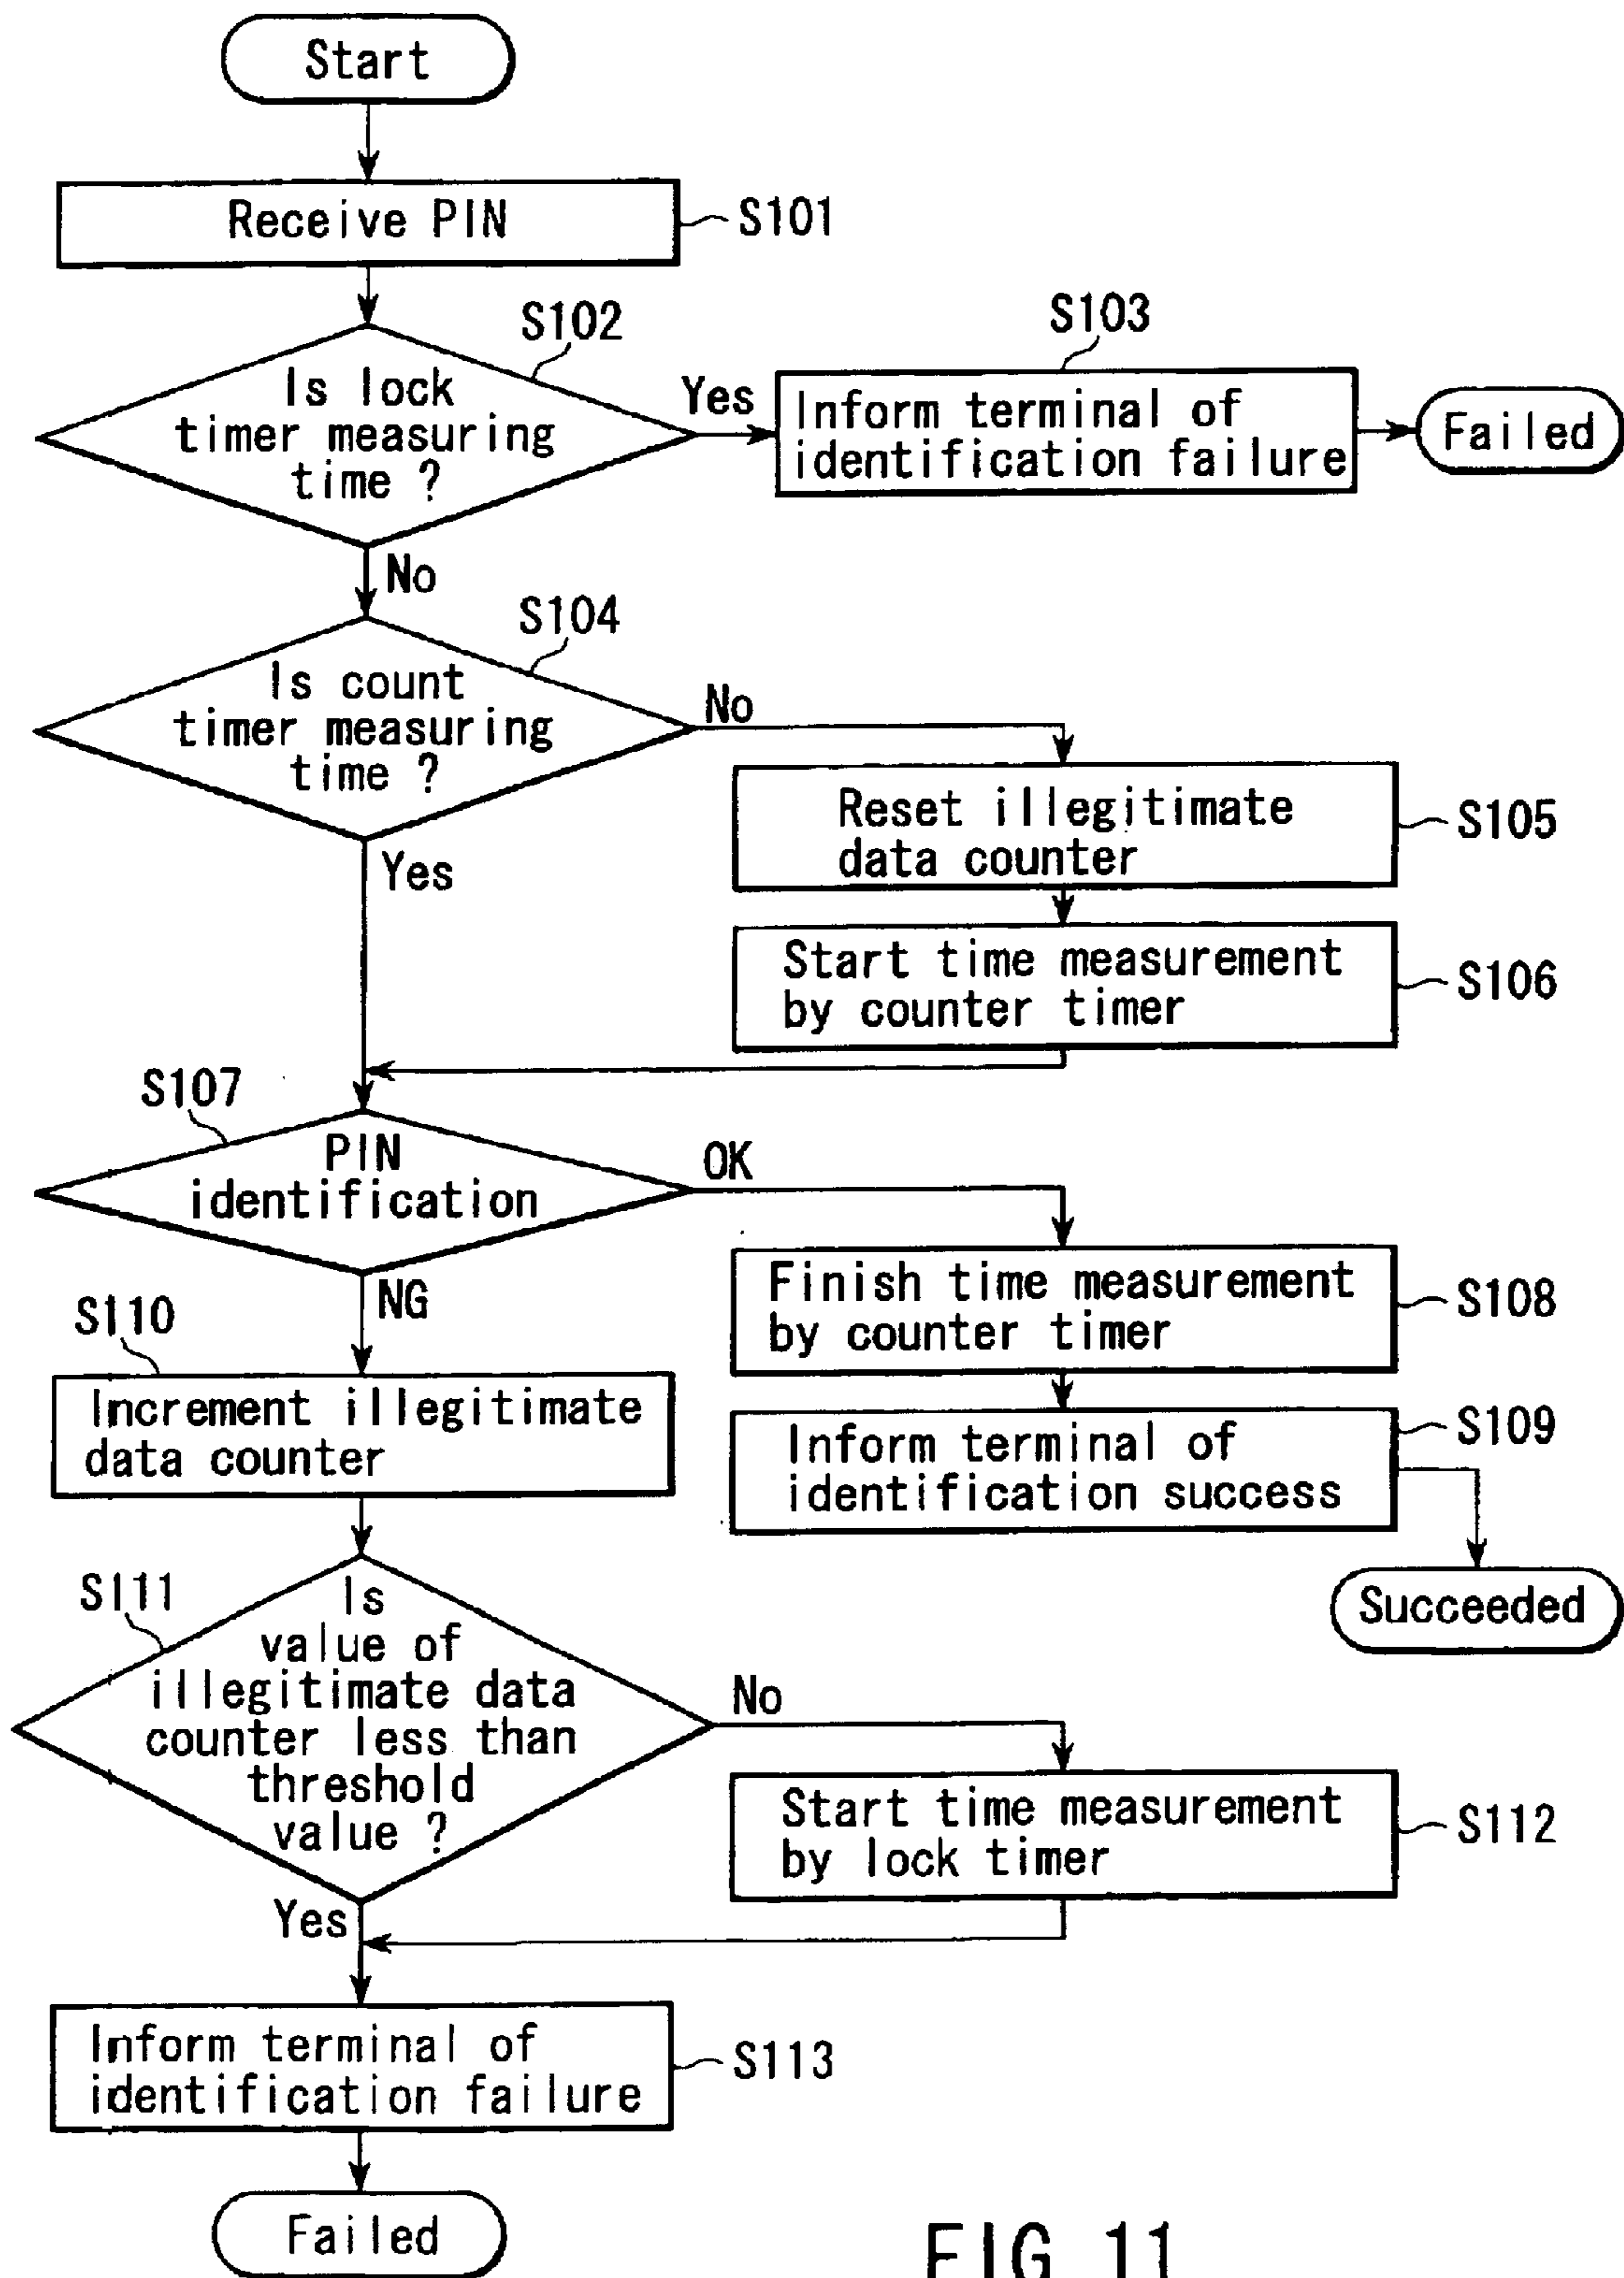 Start
Receive PIN
S101
S102
Is lock
timer measuring
time ?
Yes
S103
Inform terminal of
identification failure
Failed
No
S104
Is count
timer measuring
time ?
No
Reset illegitimate
data counter
S105
Yes
Start time measurement
by counter timer
S106
S107
PIN
identification
OK
Finish time measurement
by counter timer
S108
NG
S110
Increment illegitimate
data counter
Inform terminal of
identification success
S109
Succeeded
S111
Is
value of
illegitimate data
counter less than
threshold
value ?
No
Start time measurement
by lock timer
S112
Yes
Inform terminal of
identification failure
S113
Failed
FIG 11